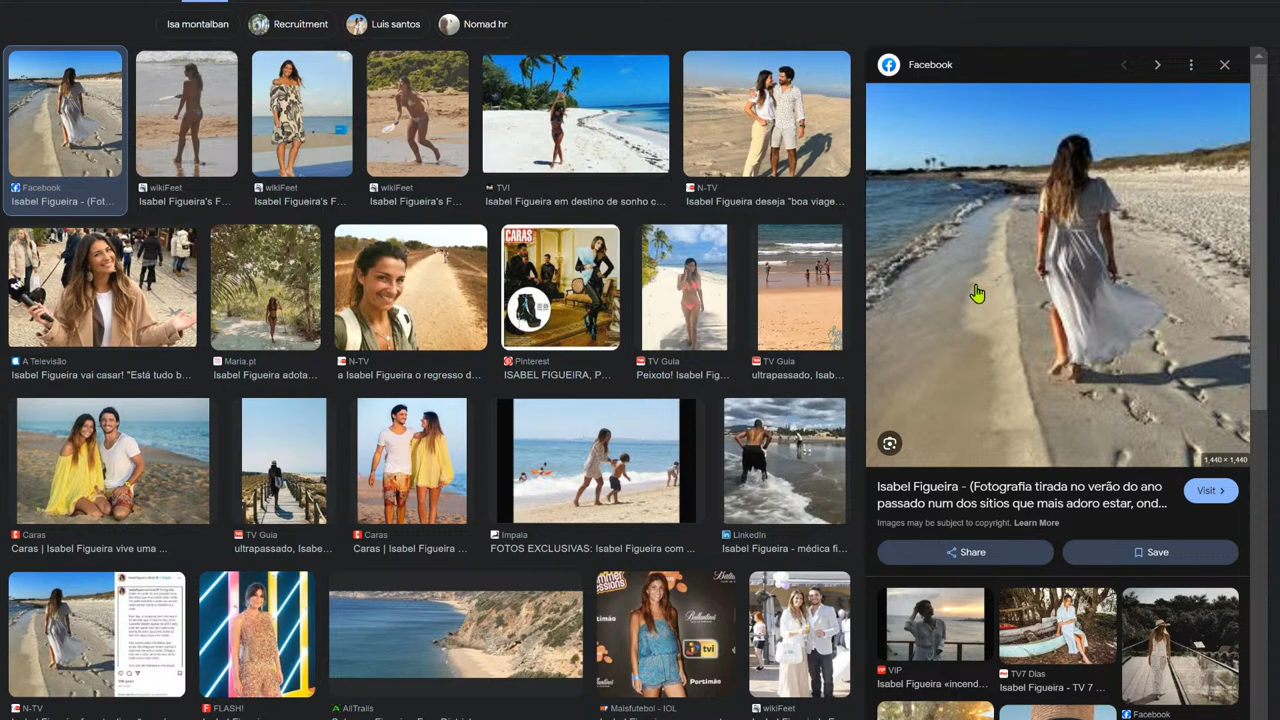 Isa montalban
Recruitment
Luis santos
Nomad hr
Facebook
Isabel Figueira - (Fot...
wikiFeet
Isabel Figueira's F...
wikiFeet
Isabel Figueira's F...
wikiFeet
Isabel Figueira's F...
TVI
Isabel Figueira em destino de sonho c...
N-TV
Isabel Figueira deseja "boa viage...
A Televisão
Isabel Figueira vai casar! "Está tudo b...
Maria.pt
Isabel Figueira adota...
N-TV
a Isabel Figueira o regresso d...
CARAS
Pinterest
ISABEL FIGUEIRA, P...
TV Guia
Peixoto! Isabel Fig...
TV Guia
ultrapassado, Isab...
Caras
Caras | Isabel Figueira vive uma ...
TV Guia
ultrapassado, Isabe...
Caras
Caras | Isabel Figueira ...
Impala
FOTOS EXCLUSIVAS: Isabel Figueira com ...
LinkedIn
Isabel Figueira - médica fi...
Ballantines
tvi
Portimão
N-TV
FLASH!
AllTrails
Maisfutebol - IOL
wikiFeet
Facebook
1,440 × 1,440
Isabel Figueira - (Fotografia tirada no verão do ano
passado num dos sítios que mais adoro estar, ond...
Visit
Images may be subject to copyright. Learn More
Share
Save
VIP
Isabel Figueira «incend...
TV7 Dias
Isabel Figueira - TV 7 ...
Facebook